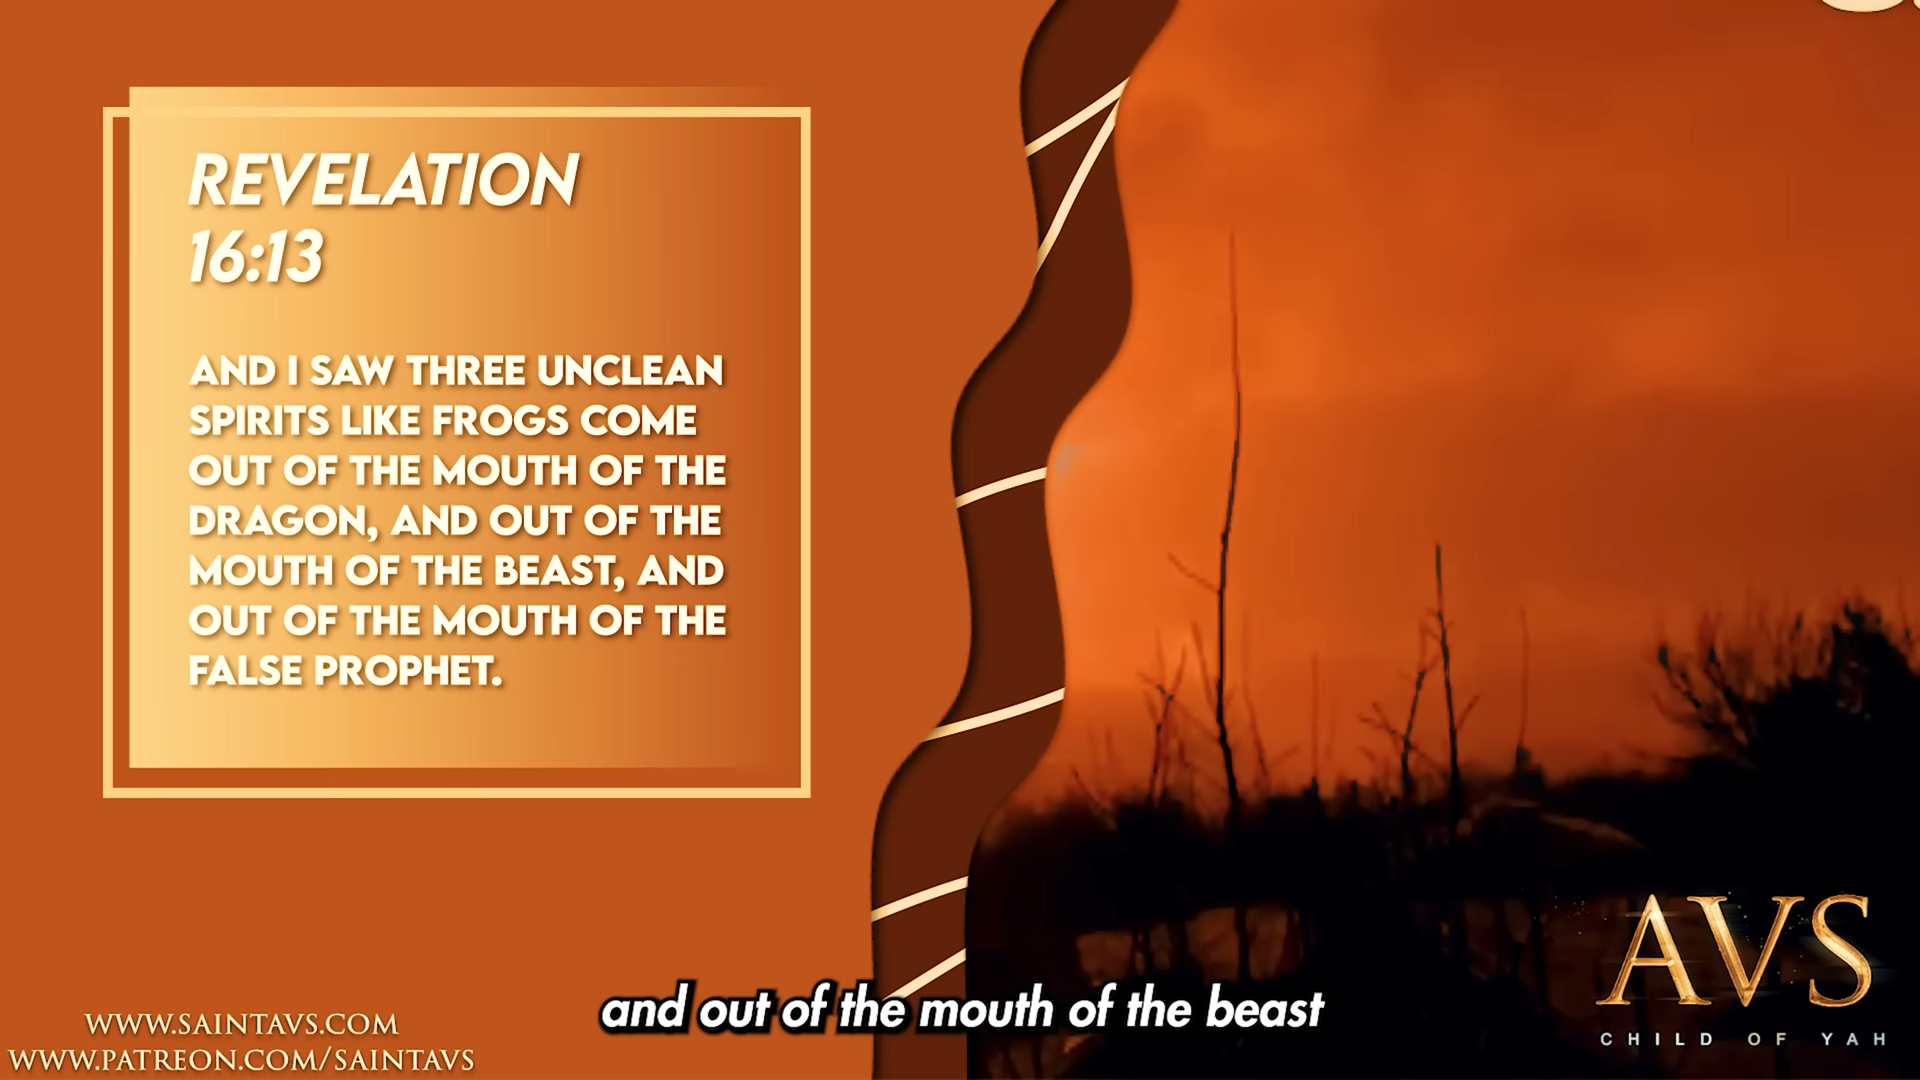 REVELATION
16:13
AND I SAW THREE UNCLEAN
SPIRITS LIKE FROGS COME
OUT OF THE MOUTH OF THE
DRAGON, AND OUT OF THE
MOUTH OF THE BEAST, AND
OUT OF THE MOUTH OF THE
FALSE PROPHET.
and out of the mouth of the beast
WWW.SAINTAVS.COM
WWW.PATREON.COM/SAINTAVS
AVS
CHILD OF YAH